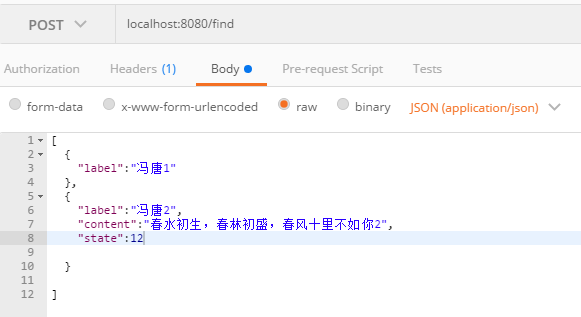 POST localhost:8080/find
Authorization Headers (1) Body Pre-request Script Tests
form-data x-www-form-urlencoded raw binary JSON (application/json)
1 [
2 {
3 "label":"冯唐1"
4 },
5 {
6 "label":"冯唐2",
7 "content":"春水初生，春林初盛，春风十里不如你2",
8 "state":12
9
10 }
11
12 ]